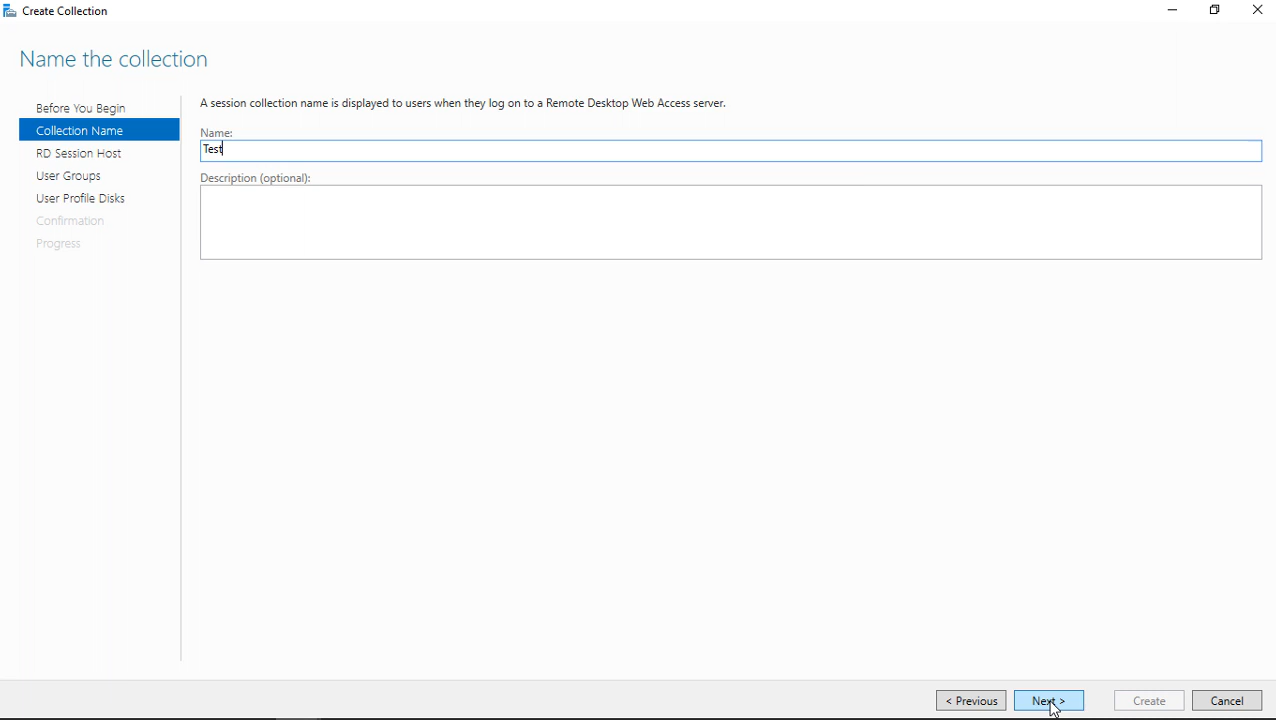 Create Collection
Name the collection
Before You Begin
Collection Name
RD Session Host
User Groups
User Profile Disks
Confirmation
Progress
A session collection name is displayed to users when they log on to a Remote Desktop Web Access server.
Name:
Test
Description (optional):
< Previous
Next >
Create
Cancel